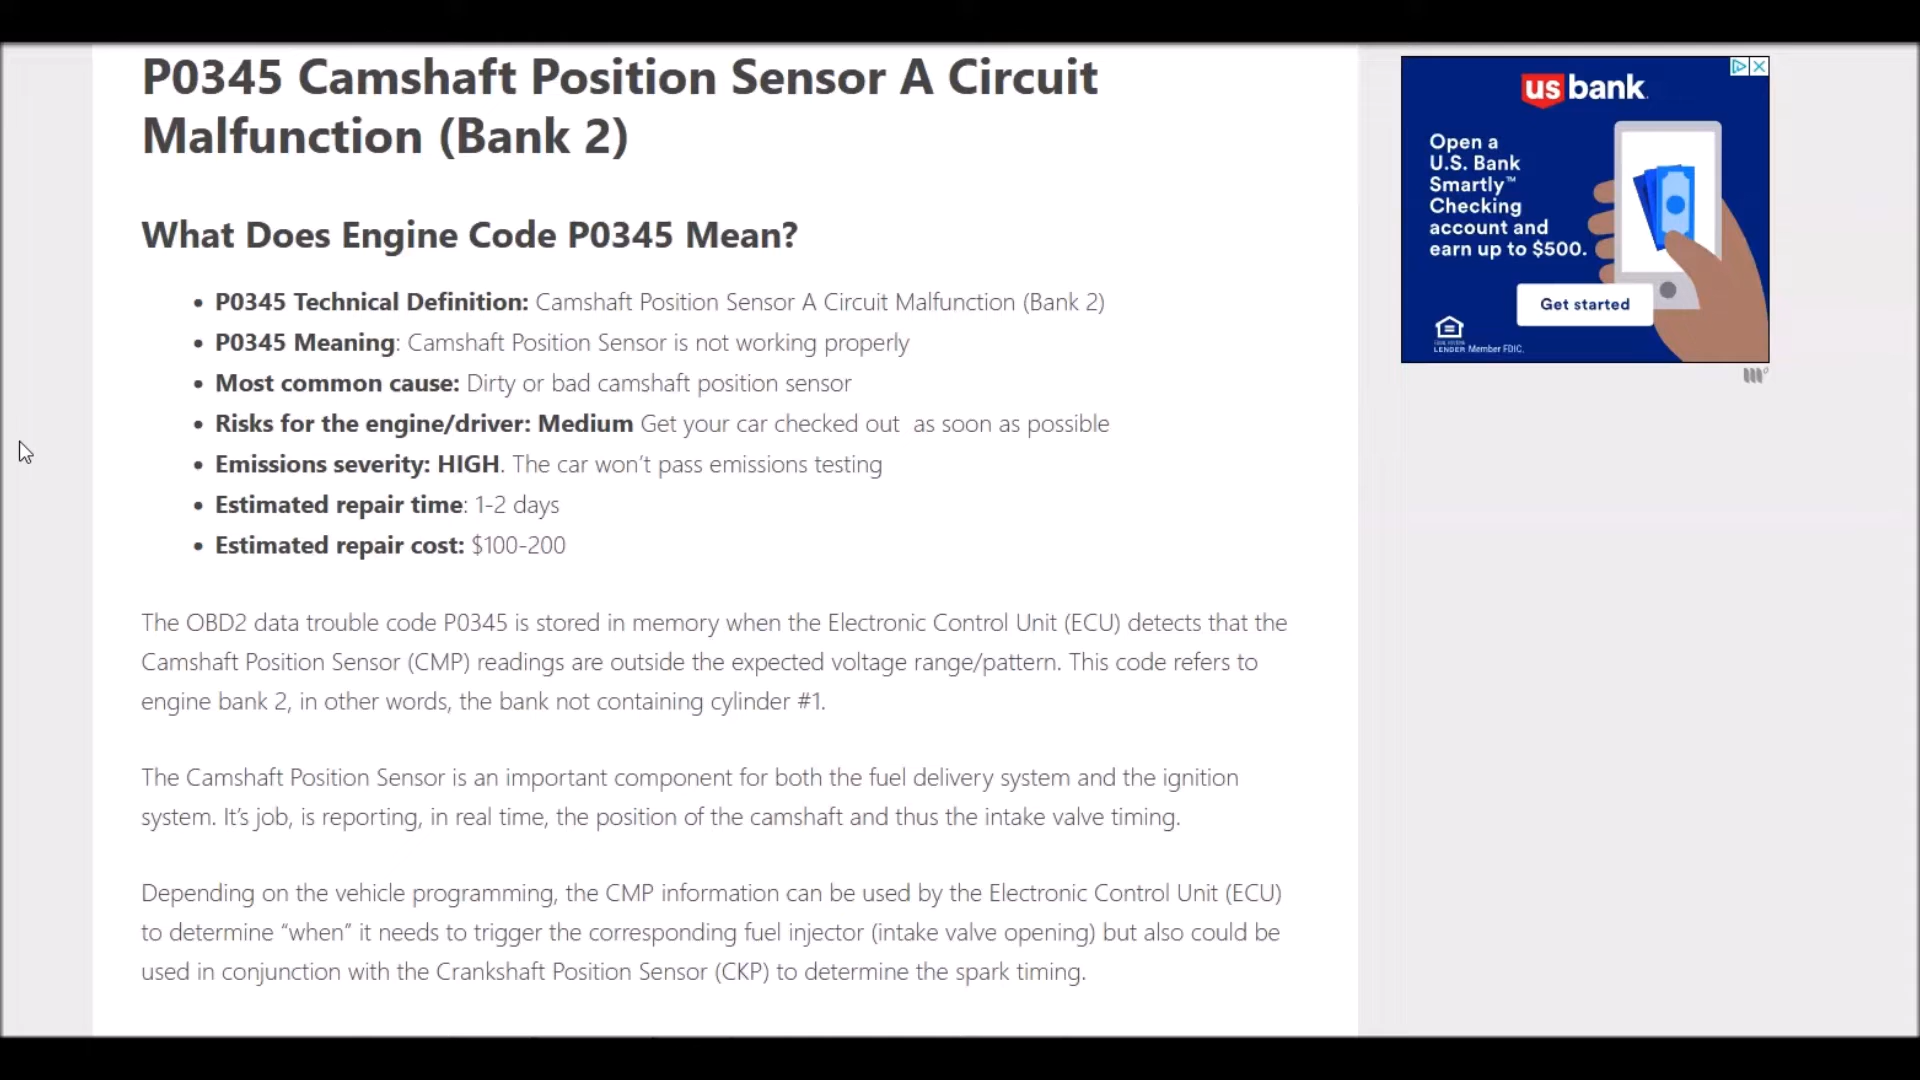 P0345 Camshaft Position Sensor A Circuit
Malfunction (Bank 2)
What Does Engine Code P0345 Mean?
• P0345 Technical Definition: Camshaft Position Sensor A Circuit Malfunction (Bank 2)
• P0345 Meaning: Camshaft Position Sensor is not working properly
• Most common cause: Dirty or bad camshaft position sensor
• Risks for the engine/driver: Medium Get your car checked out  as soon as possible
• Emissions severity: HIGH. The car won’t pass emissions testing
• Estimated repair time: 1-2 days
• Estimated repair cost: $100-200
The OBD2 data trouble code P0345 is stored in memory when the Electronic Control Unit (ECU) detects that the
Camshaft Position Sensor (CMP) readings are outside the expected voltage range/pattern. This code refers to
engine bank 2, in other words, the bank not containing cylinder #1.
The Camshaft Position Sensor is an important component for both the fuel delivery system and the ignition
system. It’s job, is reporting, in real time, the position of the camshaft and thus the intake valve timing.
Depending on the vehicle programming, the CMP information can be used by the Electronic Control Unit (ECU)
to determine “when” it needs to trigger the corresponding fuel injector (intake valve opening) but also could be
used in conjunction with the Crankshaft Position Sensor (CKP) to determine the spark timing.
us bank
Open a
U.S. Bank
Smartly™
Checking
account and
earn up to $500.
Get started
LENDER Member FDIC.